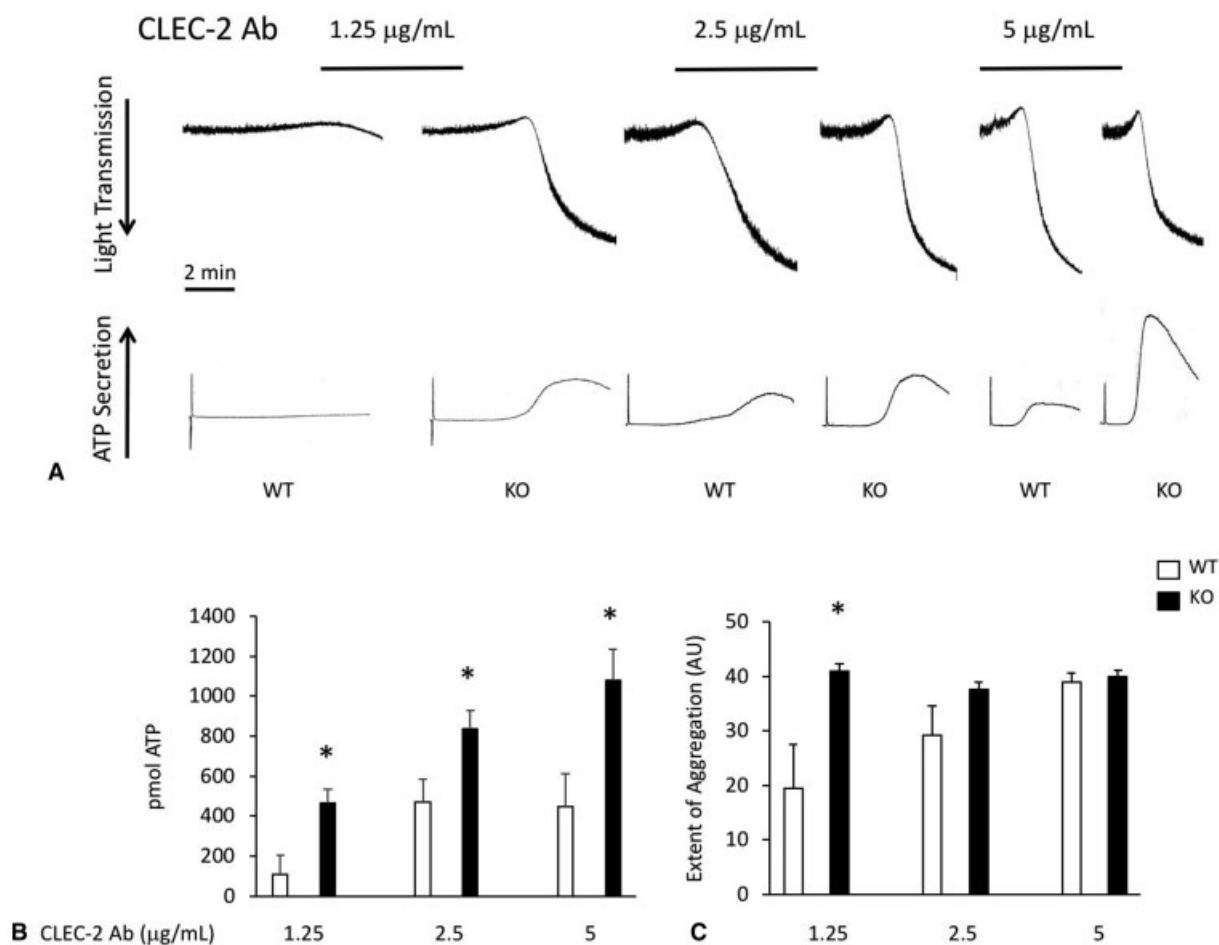 CLEC-2 Ab 1.25 μg/mL 2.5 μg/mL 5 μg/mL
Light Transmission
2 min
ATP Secretion
A
WT KO WT KO WT KO
WT
KO
*
*
*
1400
1200
1000
800
600
400
200
0
pmol ATP
B CLEC-2 Ab (μg/mL) 1.25 2.5 5
*
50
40
30
20
10
0
Extent of Aggregation (AU)
C 1.25 2.5 5